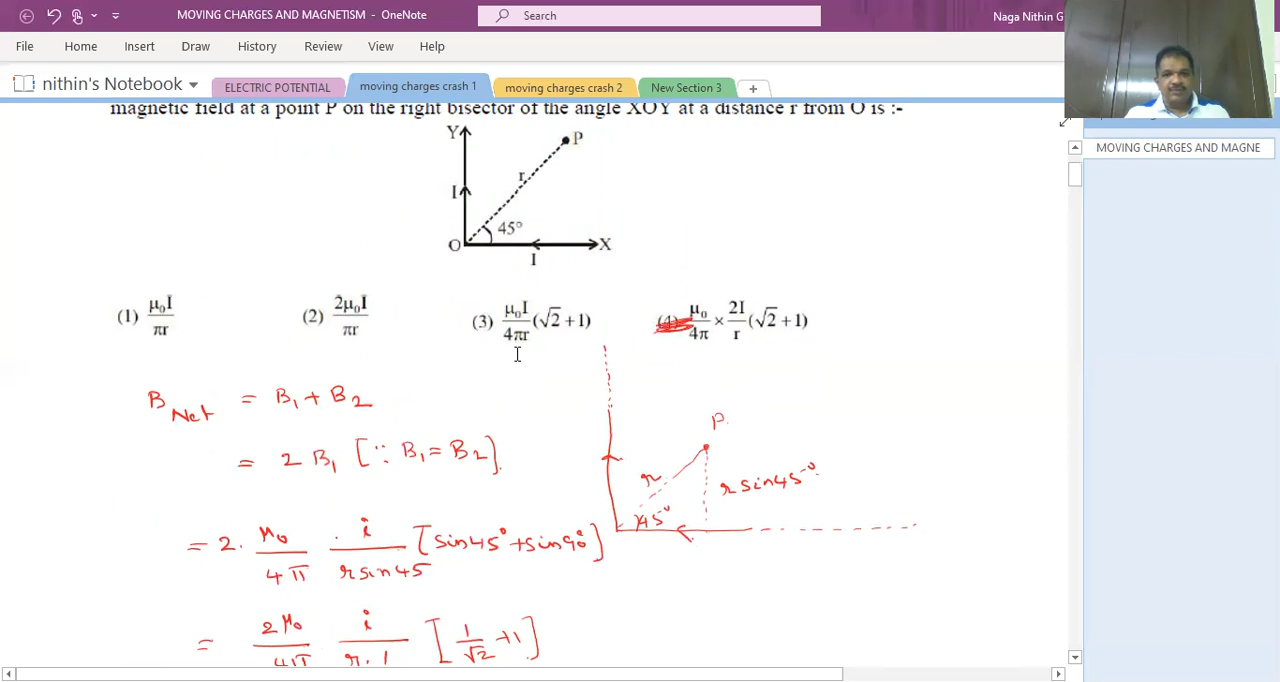 MOVING CHARGES AND MAGNETISM - OneNote
Search
Naga Nithin G
File Home Insert Draw History Review View Help
nithin's Notebook
ELECTRIC POTENTIAL
moving charges crash 1
moving charges crash 2
New Section 3
+
MOVING CHARGES AND MAGNE
magnetic field at a point P on the right bisector of the angle XOY at a distance r from O is :-
Y
P
r
I
45°
O
X
I
(1) μ₀I/πr
(2) 2μ₀I/πr
(3) μ₀I/4πr (√2+1)
(4) μ₀/4π × 2I/r (√2+1)
B Net = B₁ + B₂
= 2 B₁ [∵ B₁ = B₂].
P.
r
r sin45°
45°
= 2. μ₀/4π . i/r sin45 [sin45° + sin90°]
= 2μ₀/4π i/r.1 [1/√2 +1]